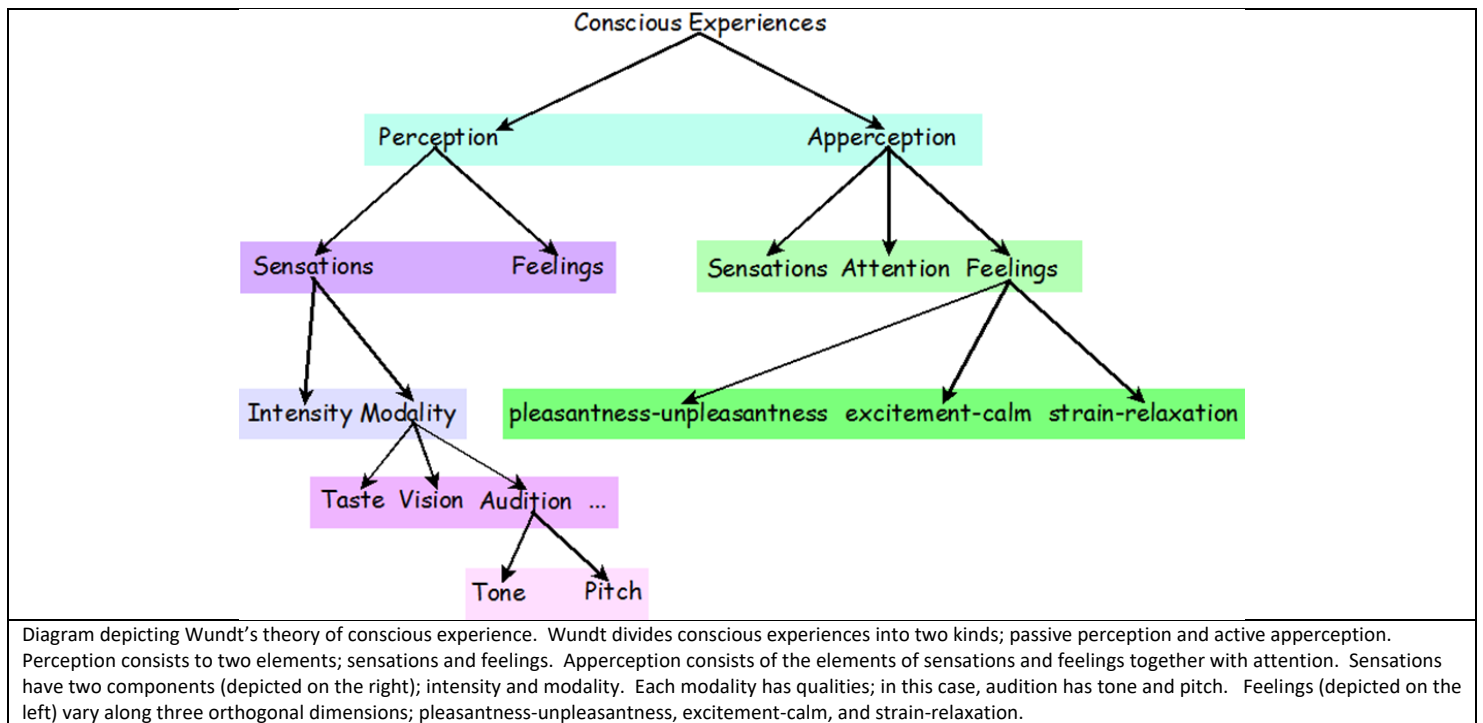 Conscious Experiences
Perception Apperception
Sensations Feelings Sensations Attention Feelings
Intensity Modality pleasantness-unpleasantness excitement-calm strain-relaxation
Taste Vision Audition ...
Tone Pitch
Diagram depicting Wundt’s theory of conscious experience. Wundt divides conscious experiences into two kinds; passive perception and active apperception.
Perception consists to two elements; sensations and feelings. Apperception consists of the elements of sensations and feelings together with attention. Sensations
have two components (depicted on the right); intensity and modality. Each modality has qualities; in this case, audition has tone and pitch. Feelings (depicted on the
left) vary along three orthogonal dimensions; pleasantness-unpleasantness, excitement-calm, and strain-relaxation.